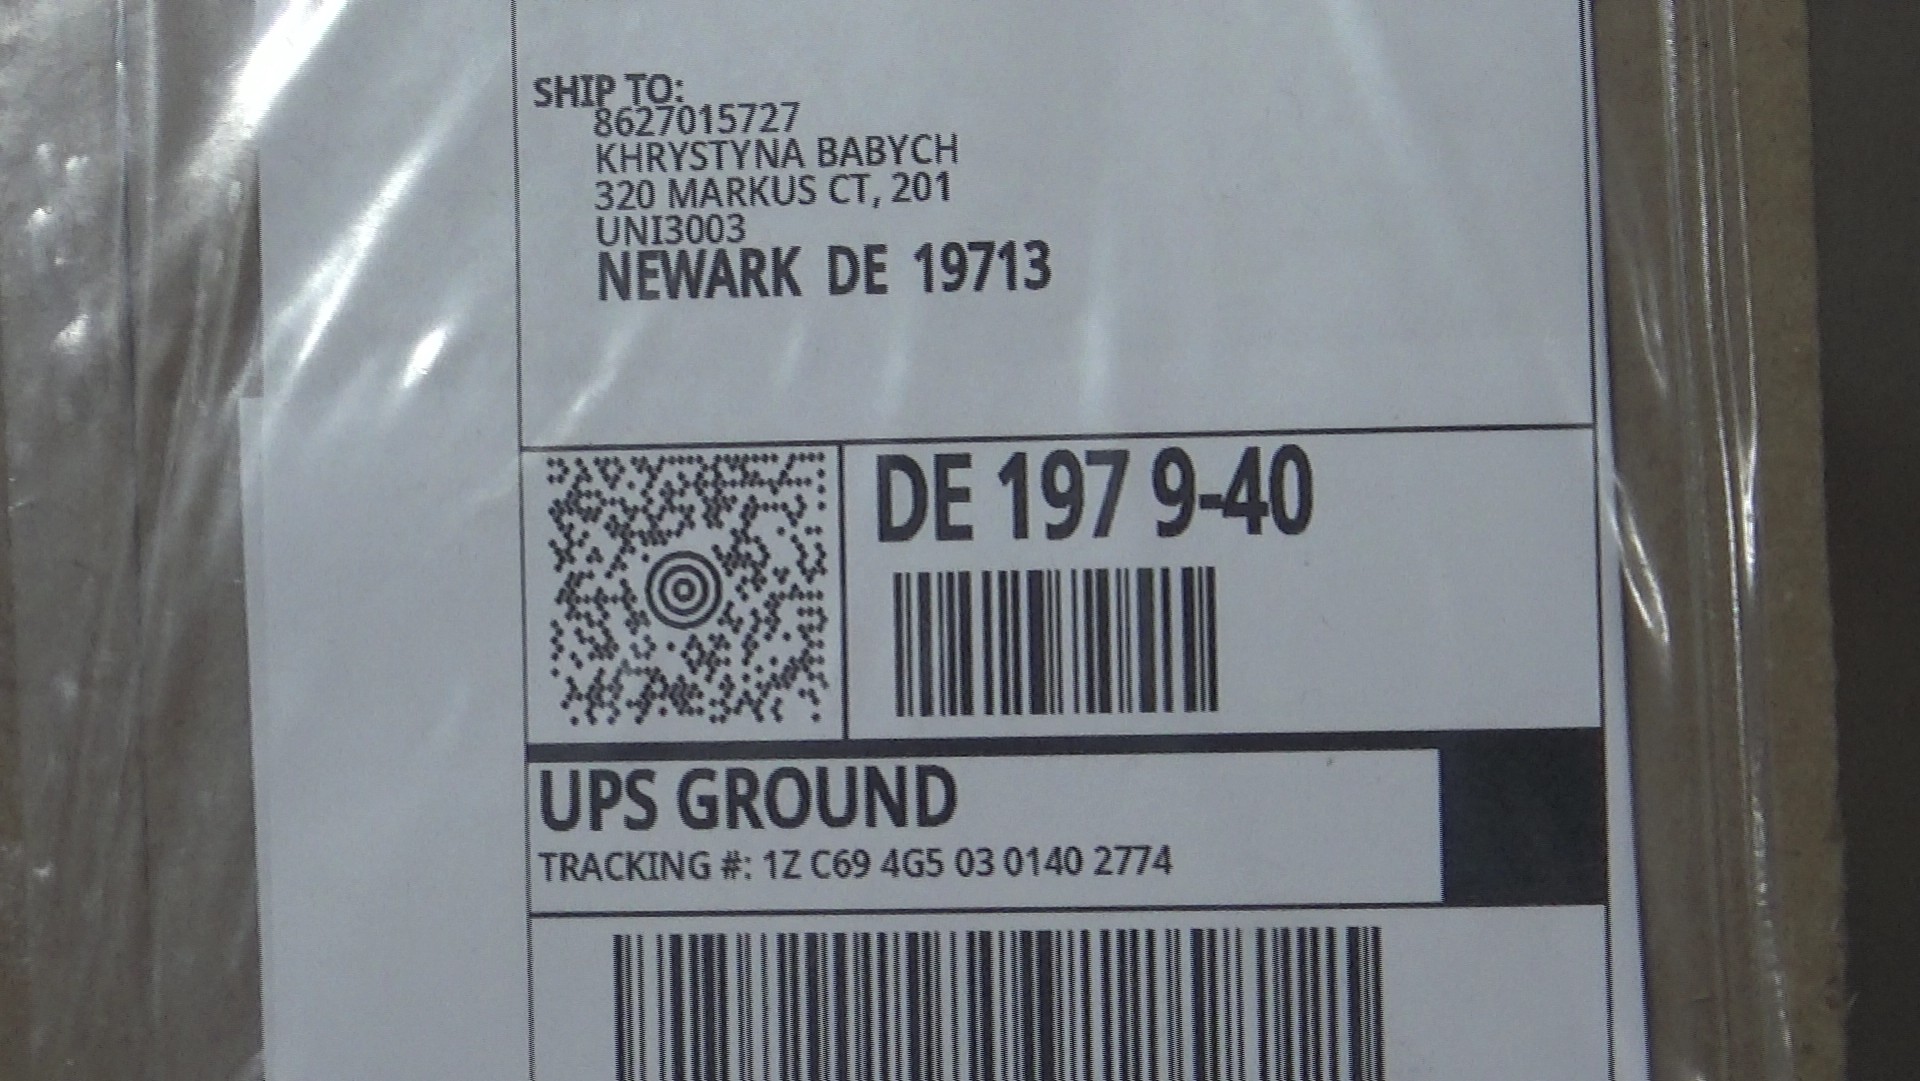 SHIP TO:
8627015727
KHRYSTYNA BABYCH
320 MARKUS CT, 201
UNI3003
NEWARK DE 19713
DE 197 9-40
UPS GROUND
TRACKING #: 1Z C69 4G5 03 0140 2774